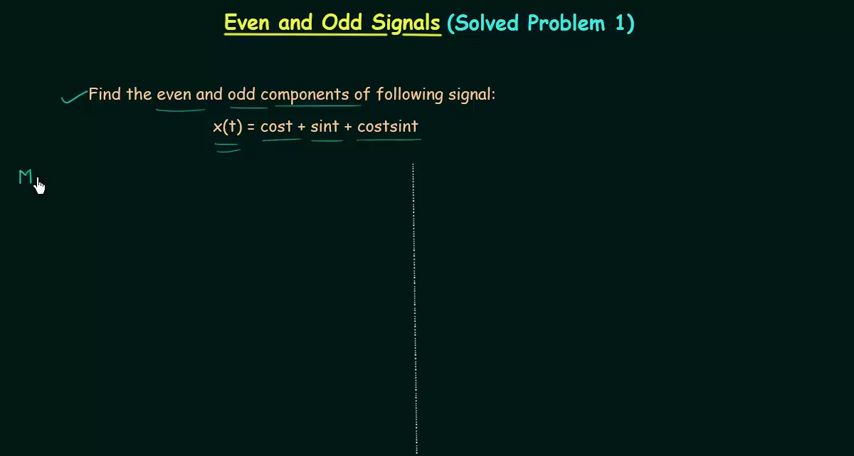 Even and Odd Signals (Solved Problem 1)
Find the even and odd components of following signal:
x(t) = cost + sint + costsint
M